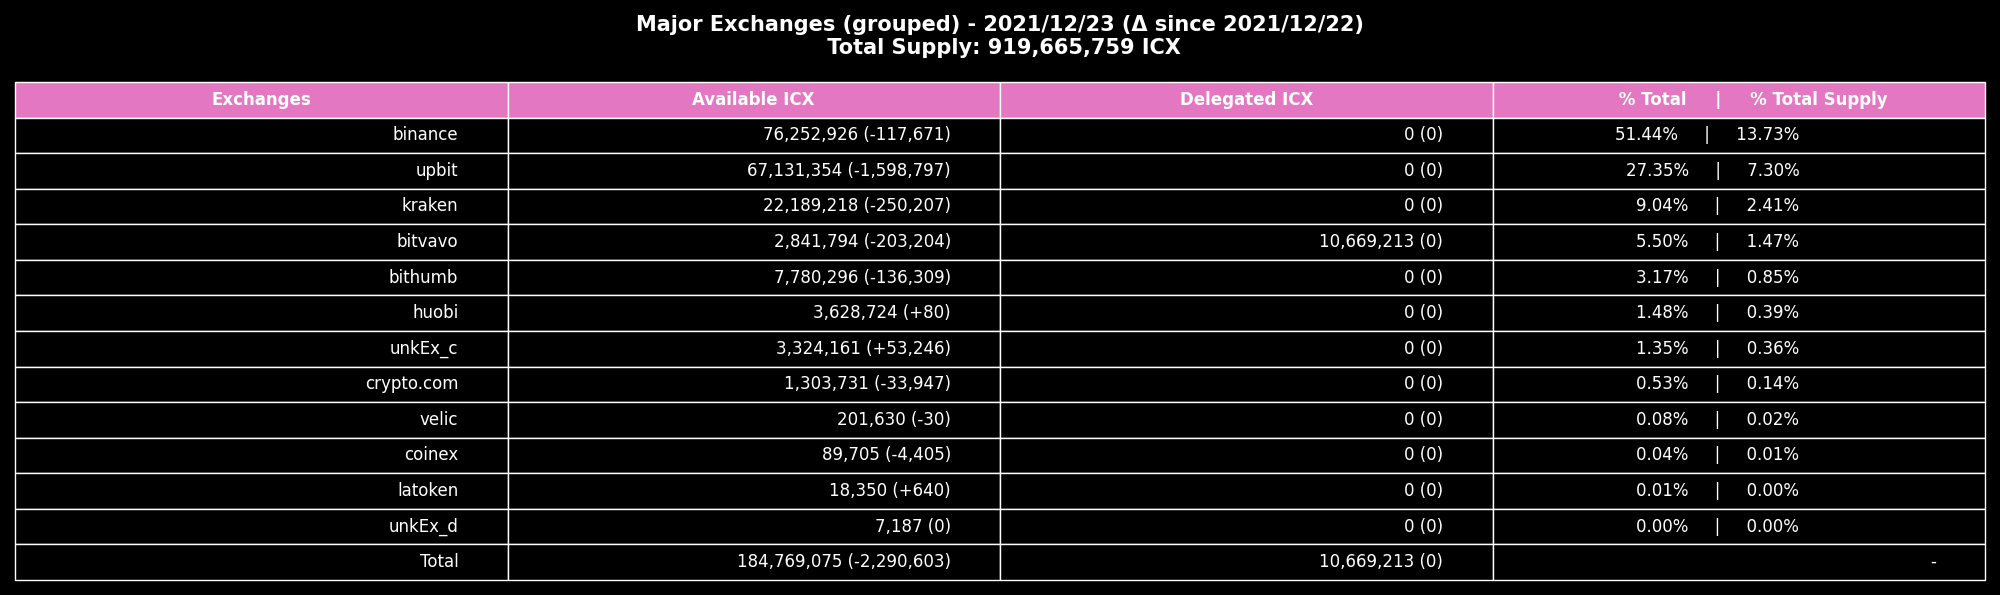 Major Exchanges (grouped) - 2021/12/23 (Δ since 2021/12/22)
Total Supply: 919,665,759 ICX
Exchanges Available ICX Delegated ICX % Total | % Total Supply
binance 76,252,926 (-117,671) 0 (0) 51.44% | 13.73%
upbit 67,131,354 (-1,598,797) 0 (0) 27.35% | 7.30%
kraken 22,189,218 (-250,207) 0 (0) 9.04% | 2.41%
bitvavo 2,841,794 (-203,204) 10,669,213 (0) 5.50% | 1.47%
bithumb 7,780,296 (-136,309) 0 (0) 3.17% | 0.85%
huobi 3,628,724 (+80) 0 (0) 1.48% | 0.39%
unkEx_c 3,324,161 (+53,246) 0 (0) 1.35% | 0.36%
crypto.com 1,303,731 (-33,947) 0 (0) 0.53% | 0.14%
velic 201,630 (-30) 0 (0) 0.08% | 0.02%
coinex 89,705 (-4,405) 0 (0) 0.04% | 0.01%
latoken 18,350 (+640) 0 (0) 0.01% | 0.00%
unkEx_d 7,187 (0) 0 (0) 0.00% | 0.00%
Total 184,769,075 (-2,290,603) 10,669,213 (0) -